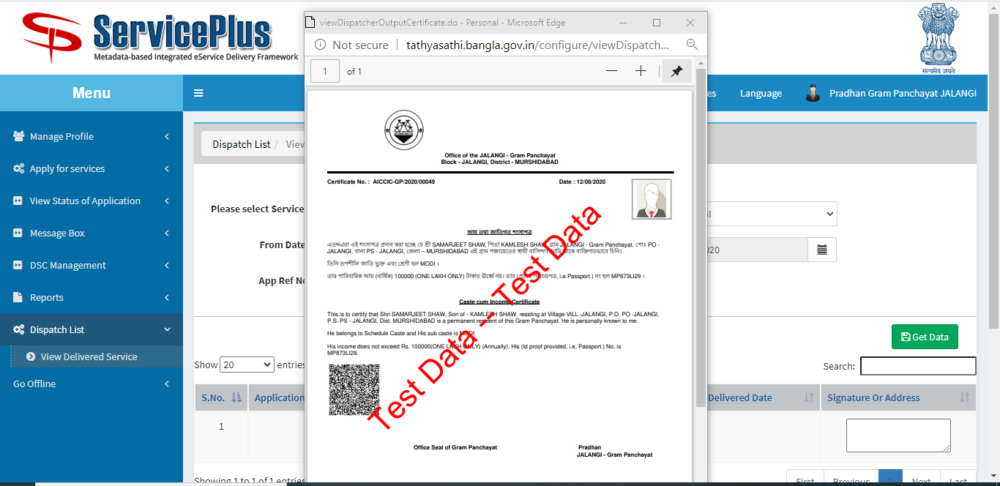 ServicePlus
Metadata-based Integrated eService Delivery Framework
सत्यमेव जयते
viewDispatcherOutputCertificate.do - Personal - Microsoft Edge
Not secure
tathyasathi.bangla.gov.in/configure/viewDispatch...
1 of 1
Menu
es
Language
Pradhan Gram Panchayat JALANGI
Manage Profile
Apply for services
View Status of Application
Message Box
DSC Management
Reports
Dispatch List
View Delivered Service
Go Offline
Dispatch List / View
Please select Service
From Date
App Ref No
GI
020
Get Data
Show 20 entries
Search:
S.No.
Application
Delivered Date
Signature Or Address
1
Showing 1 to 1 of 1 entries
First Previous 1 Next Last
Office of the JALANGI - Gram Panchayat
Block - JALANGI, District - MURSHIDABAD
Certificate No. : AICCIC-GP/2020/00049
Date : 12/08/2020
আয় তথা জাতিগত শংসাপত্র
এতদ্দ্বারা এই শংসাপত্র প্রদান করা হচ্ছে যে শ্রী SAMARJEET SHAW, পিতা KAMLESH SHAW, গ্রাম JALANGI - Gram Panchayat, পোঃ PO -
JALANGI, থানা PS - JALANGI, জেলা – MURSHIDABAD এই গ্রাম পঞ্চায়েতের স্থায়ী বাসিন্দা। আমি তাকে ব্যক্তিগতভাবে চিনি।
তিনি তপশীলি জাতি ভুক্ত এবং শ্রেণী হল MODI ।
তার পারিবারিক আয় (বার্ষিক) 100000 (ONE LAKH ONLY) টাকার ঊর্ধ্বে নয়। তার পরিচয়পত্র, i.e.Passport.) নং হল MP873LI29 ।
Caste cum Income Certificate
This is to certify that Shri SAMARJEET SHAW, Son of - KAMLESH SHAW, residing at Village VILL -JALANGI, P.O. PO -JALANGI,
P.S. PS - JALANGI, Dist. MURSHIDABAD is a permanent resident of this Gram Panchayat. He is personally known to me.
He belongs to Schedule Caste and His sub caste is MODI.
His income does not exceed Rs. 100000(ONE LAKH ONLY) (Annually). His (Id proof provided, i.e. Passport.) No. is
MP873LI29.
Test Data -- Test Data
Office Seal of Gram Panchayat
Pradhan
JALANGI - Gram Panchayat